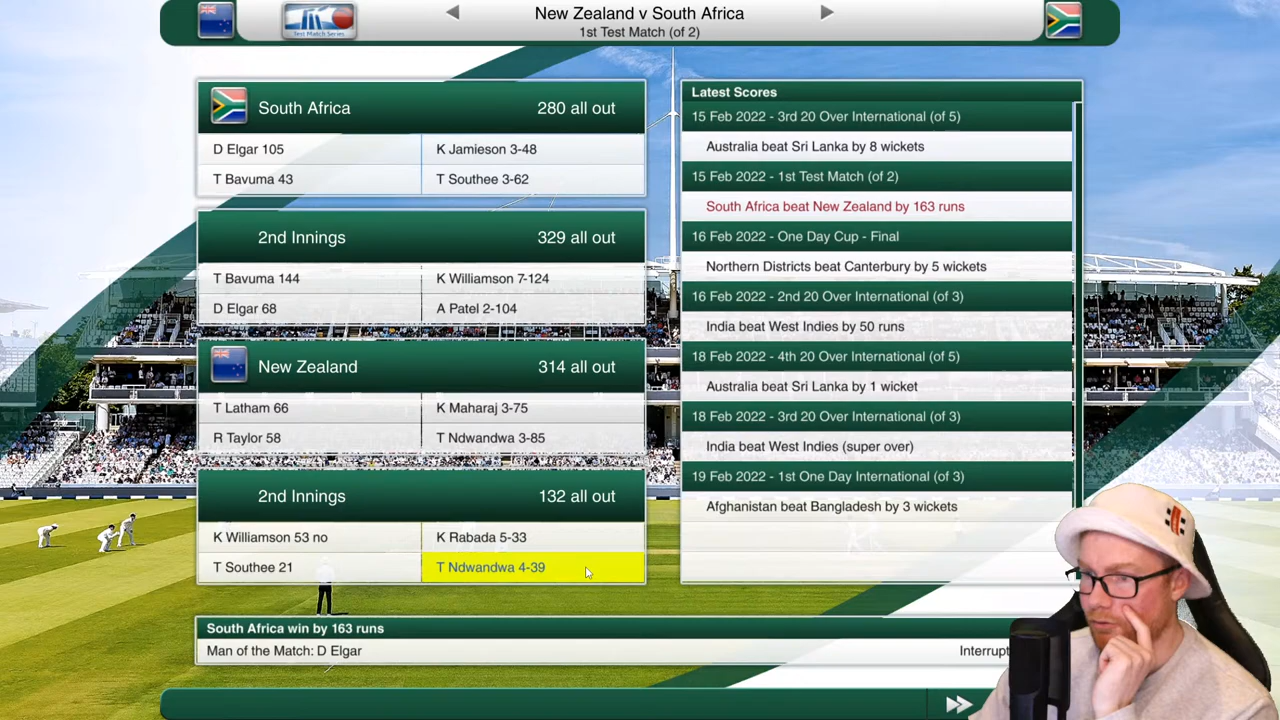 New Zealand v South Africa
1st Test Match (of 2)
Test Match Series
South Africa 280 all out
D Elgar 105 K Jamieson 3-48
T Bavuma 43 T Southee 3-62
2nd Innings 329 all out
T Bavuma 144 K Williamson 7-124
D Elgar 68 A Patel 2-104
New Zealand 314 all out
T Latham 66 K Maharaj 3-75
R Taylor 58 T Ndwandwa 3-85
2nd Innings 132 all out
K Williamson 53 no K Rabada 5-33
T Southee 21 T Ndwandwa 4-39
Latest Scores
15 Feb 2022 - 3rd 20 Over International (of 5)
Australia beat Sri Lanka by 8 wickets
15 Feb 2022 - 1st Test Match (of 2)
South Africa beat New Zealand by 163 runs
16 Feb 2022 - One Day Cup - Final
Northern Districts beat Canterbury by 5 wickets
16 Feb 2022 - 2nd 20 Over International (of 3)
India beat West Indies by 50 runs
18 Feb 2022 - 4th 20 Over International (of 5)
Australia beat Sri Lanka by 1 wicket
18 Feb 2022 - 3rd 20 Over International (of 3)
India beat West Indies (super over)
19 Feb 2022 - 1st One Day International (of 3)
Afghanistan beat Bangladesh by 3 wickets
South Africa win by 163 runs
Man of the Match: D Elgar Interrupt